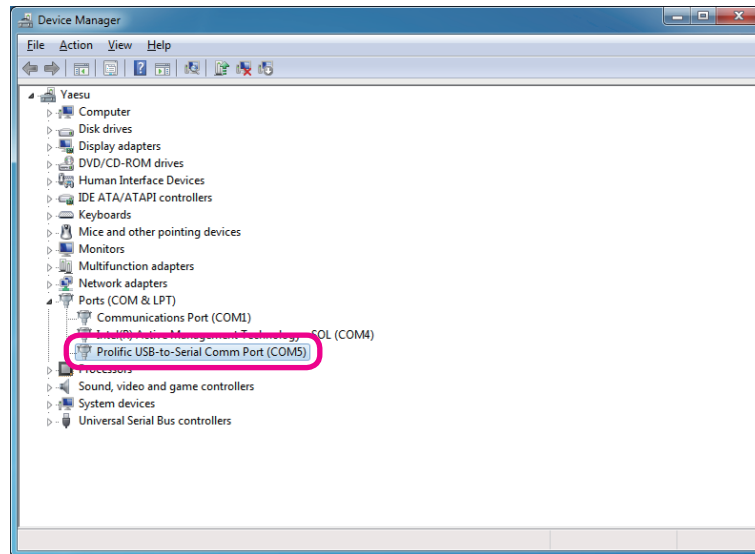 Device Manager
File Action View Help
Yaesu
Computer
Disk drives
Display adapters
DVD/CD-ROM drives
Human Interface Devices
IDE ATA/ATAPI controllers
Keyboards
Mice and other pointing devices
Monitors
Multifunction adapters
Network adapters
Ports (COM & LPT)
Communications Port (COM1)
Intel(R) Active Management Technology - SOL (COM4)
Prolific USB-to-Serial Comm Port (COM5)
Processors
Sound, video and game controllers
System devices
Universal Serial Bus controllers